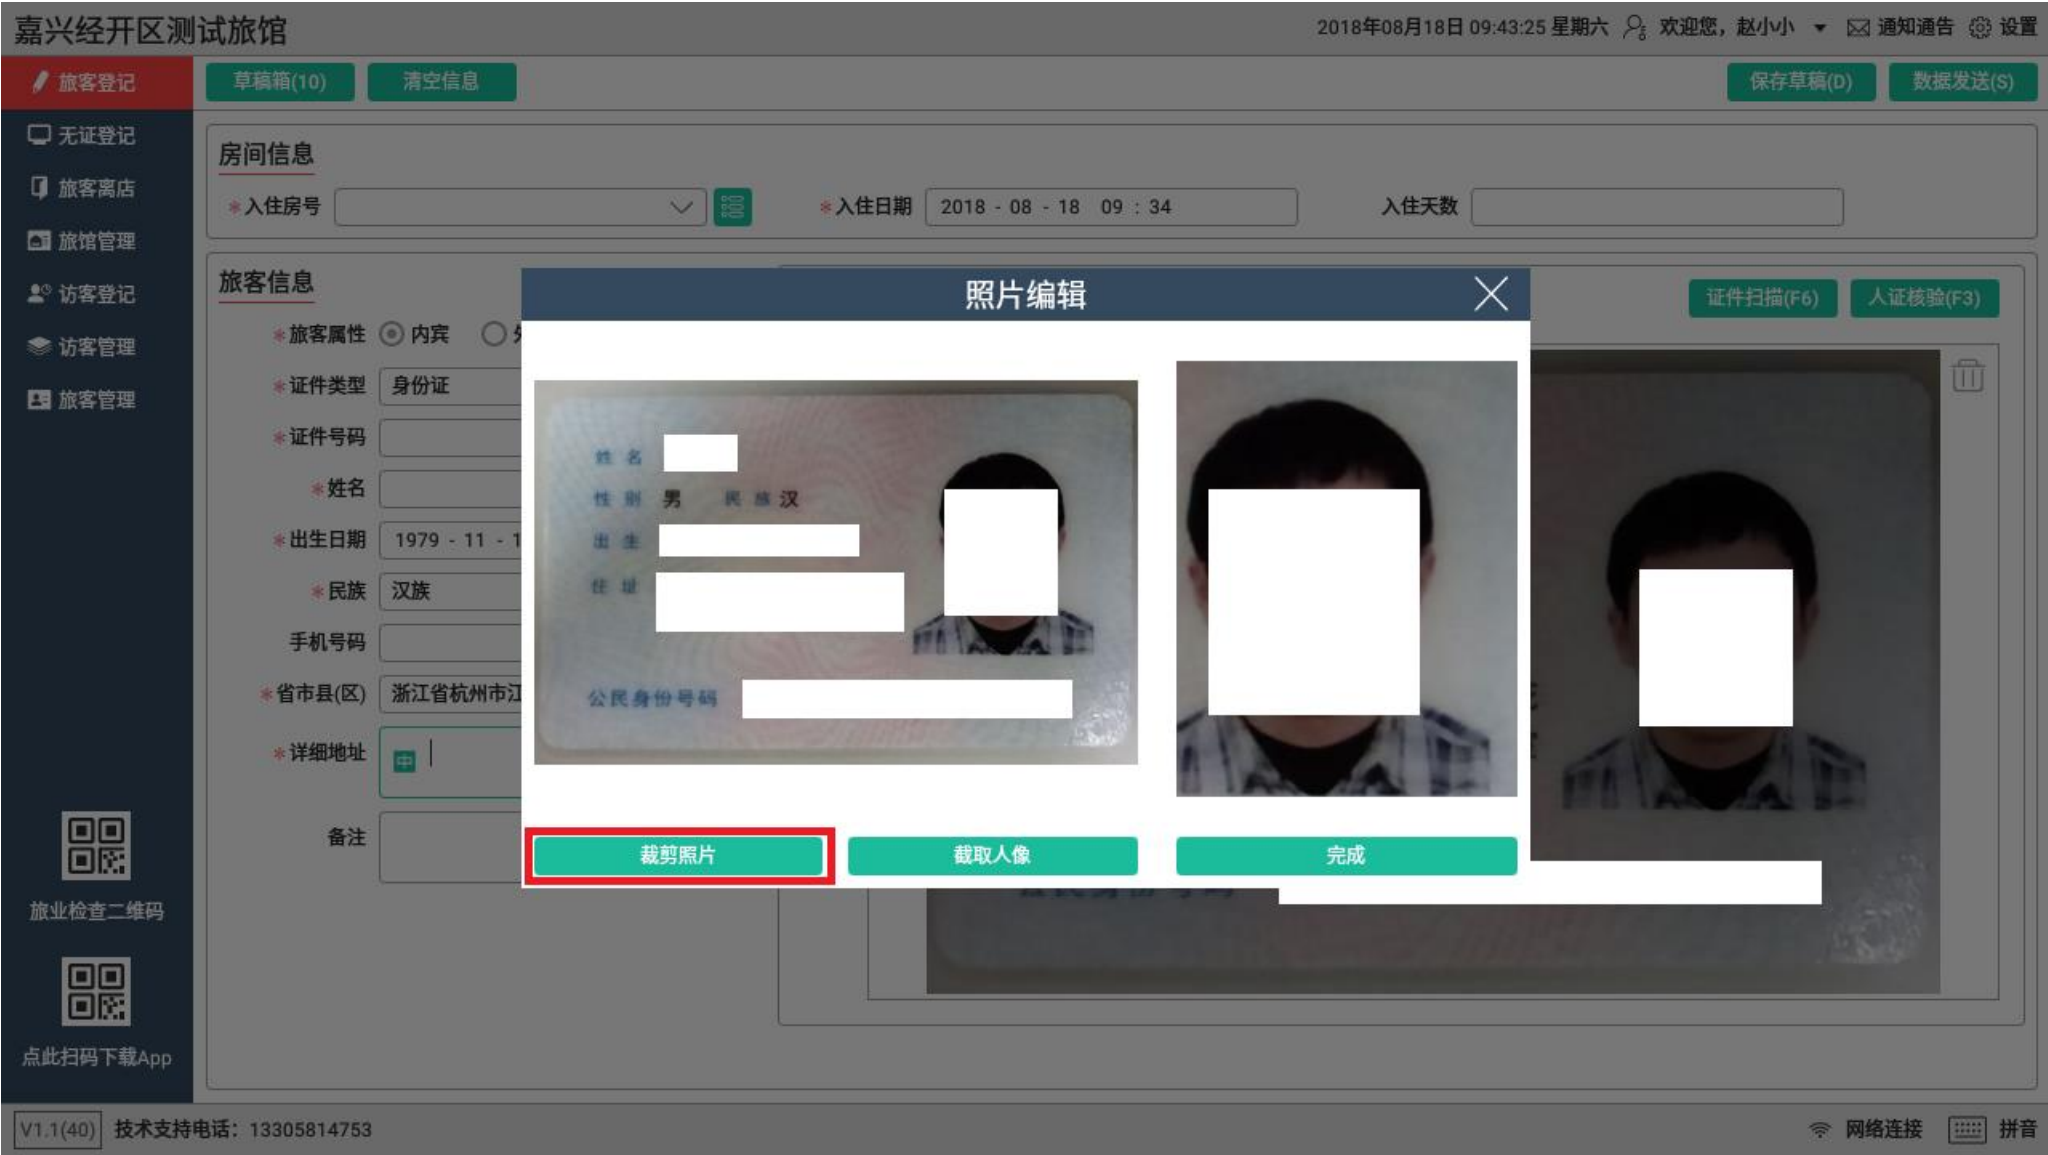 嘉兴经开区测试旅馆
2018年08月18日 09:43:25 星期六 欢迎您，赵小小 通知通告 设置
旅客登记
无证登记
旅客离店
旅馆管理
访客登记
访客管理
旅客管理
旅业检查二维码
点此扫码下载App
草稿箱(10) 清空信息 保存草稿(D) 数据发送(S)
房间信息
*入住房号 *入住日期 2018 - 08 - 18 09 : 34 入住天数
旅客信息
证件扫描(F6) 人证核验(F3)
*旅客属性 内宾
*证件类型 身份证
*证件号码
*姓名
*出生日期 1979 - 11 - 1
*民族 汉族
手机号码
*省市县(区) 浙江省杭州市江
*详细地址 中
备注
照片编辑
姓名
性别 男 民族 汉
出生
住址
公民身份号码
裁剪照片 截取人像 完成
V1.1(40) 技术支持电话：13305814753 网络连接 拼音